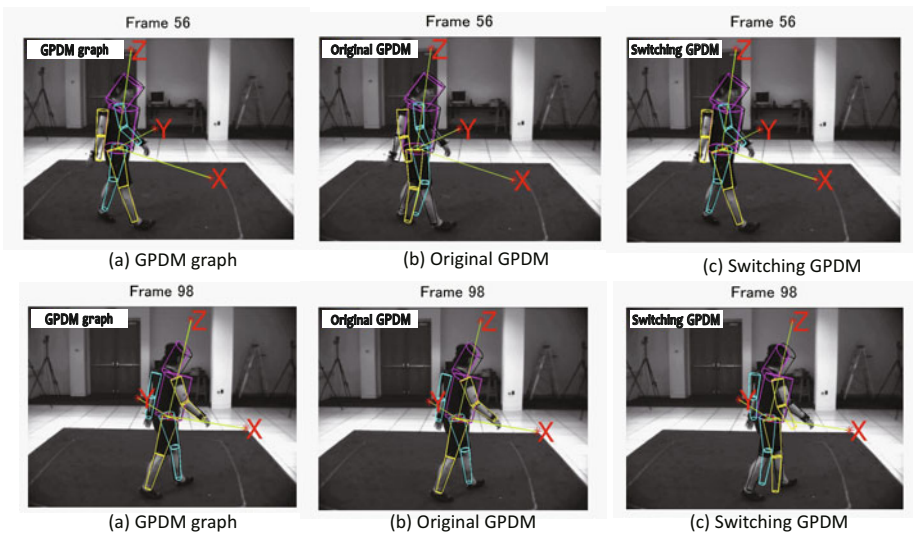 Frame 56
Frame 56
Frame 56
GPDM graph
Original GPDM
Switching GPDM
Z
Z
Z
Y
Y
Y
X
X
X
(a) GPDM graph
(b) Original GPDM
(c) Switching GPDM
Frame 98
Frame 98
Frame 98
GPDM graph
Original GPDM
Switching GPDM
Z
Z
Z
Y
Y
Y
X
X
X
(a) GPDM graph
(b) Original GPDM
(c) Switching GPDM